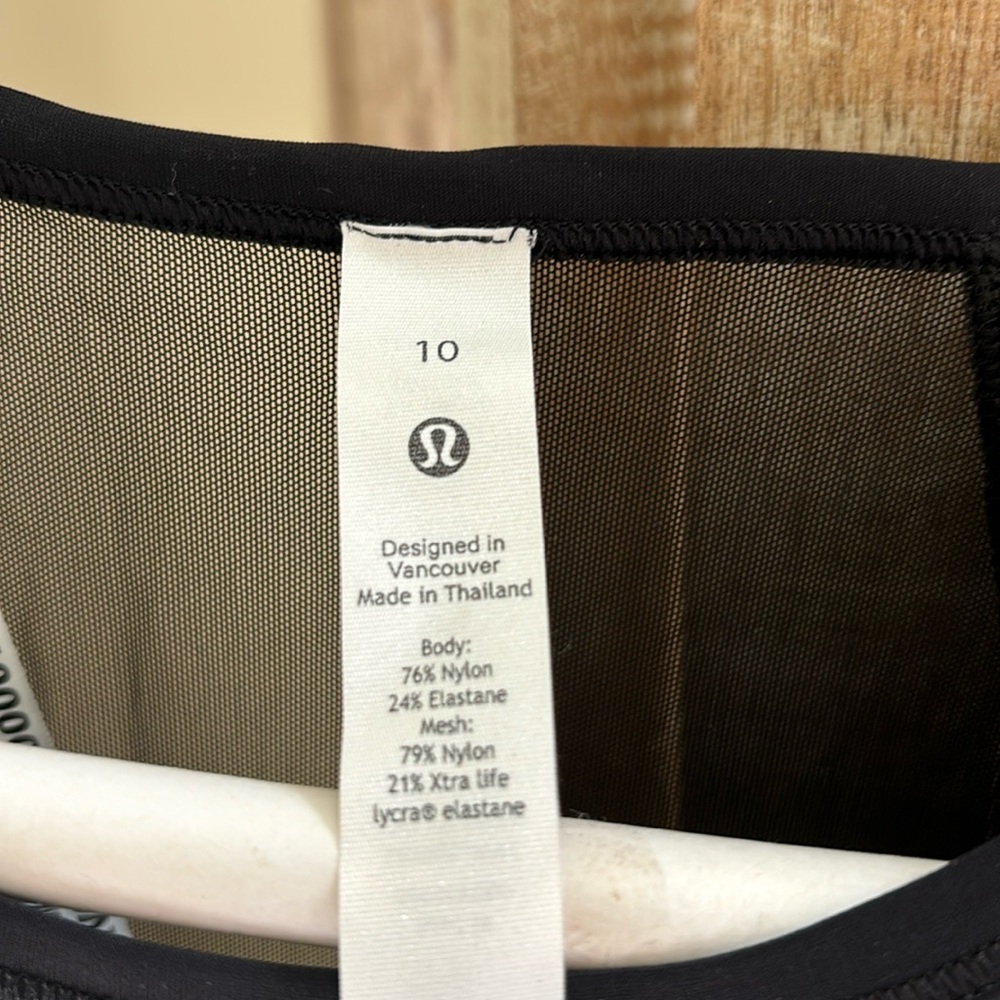 10
Designed in
Vancouver
Made in Thailand
Body:
76% Nylon
24% Elastane
Mesh:
79% Nylon
21% Xtra life
lycra® elastane